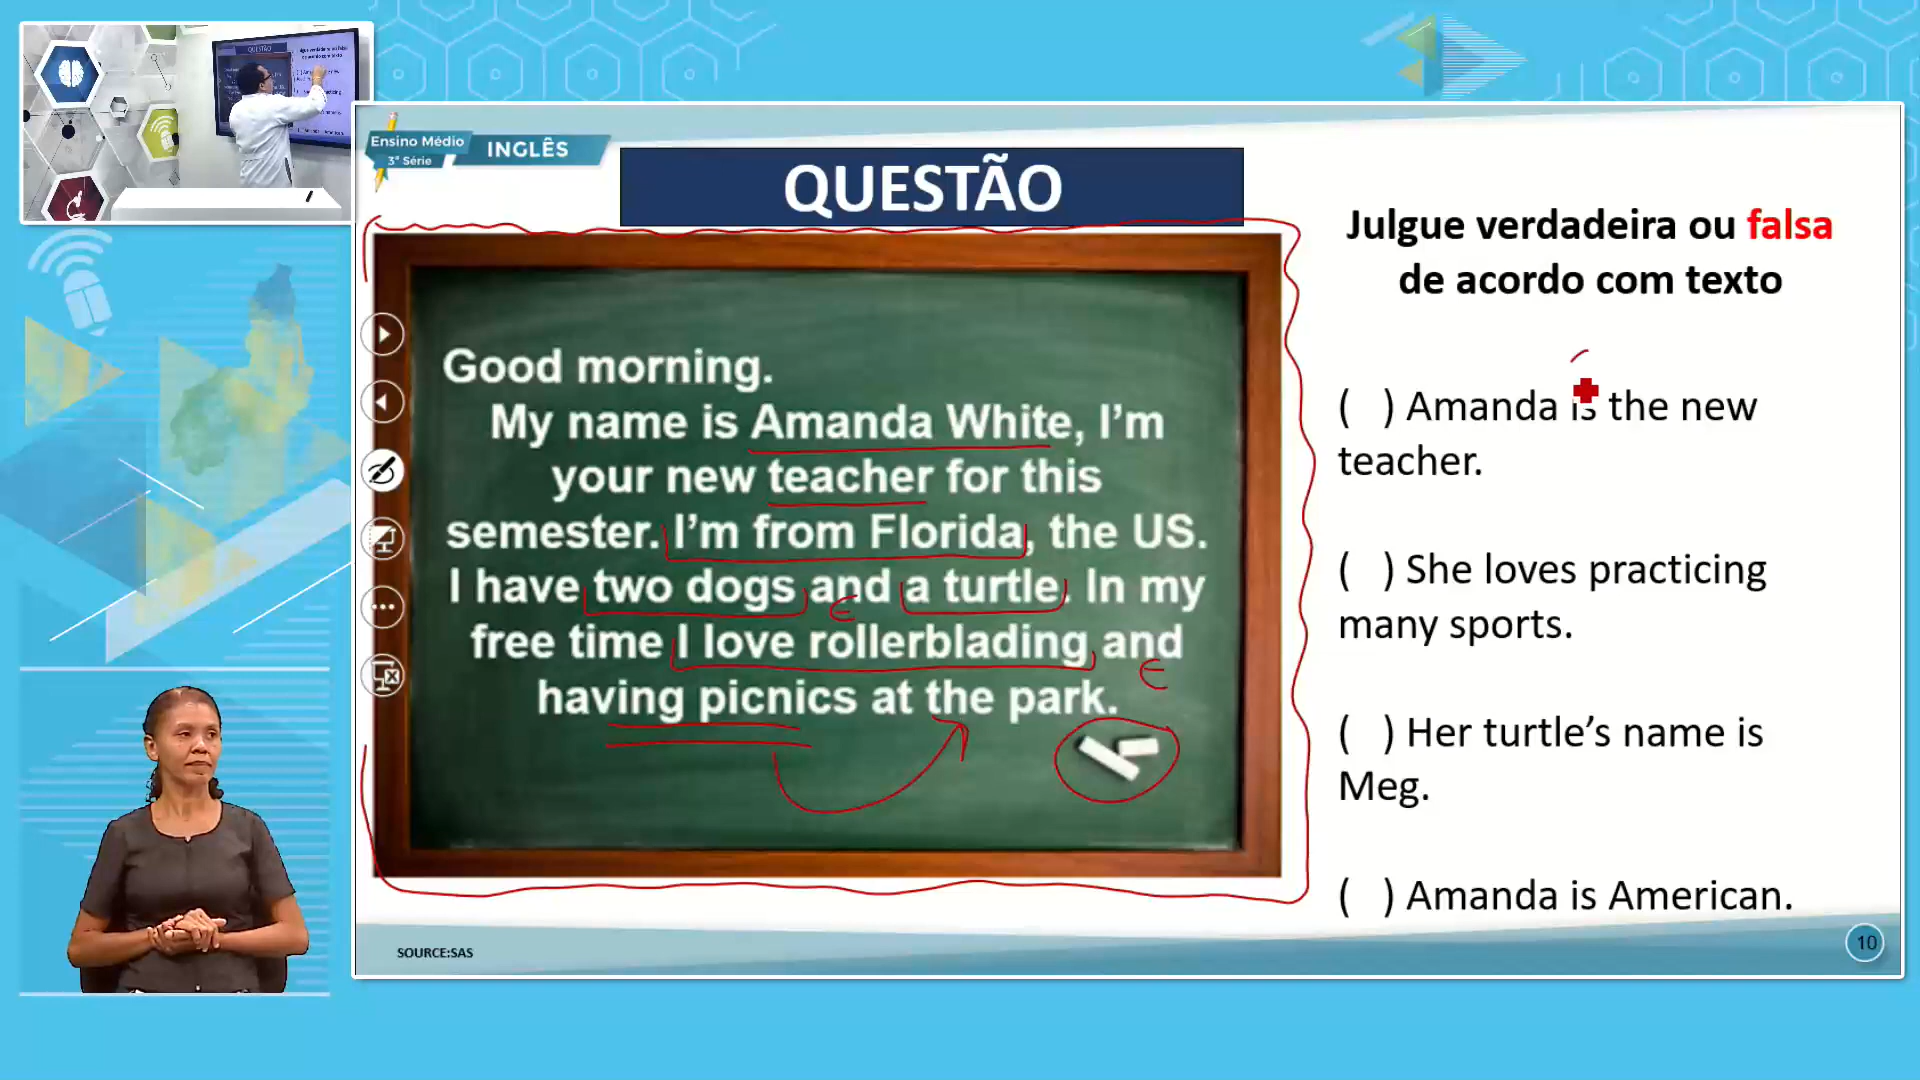 Ensino Médio
3ª Série
INGLÊS
QUESTÃO
Good morning.
My name is Amanda White, I’m
your new teacher for this
semester. I’m from Florida, the US.
I have two dogs and a turtle. In my
free time I love rollerblading and
having picnics at the park.
Julgue verdadeira ou falsa
de acordo com texto
( ) Amanda is the new
teacher.
( ) She loves practicing
many sports.
( ) Her turtle’s name is
Meg.
( ) Amanda is American.
SOURCE:SAS
10